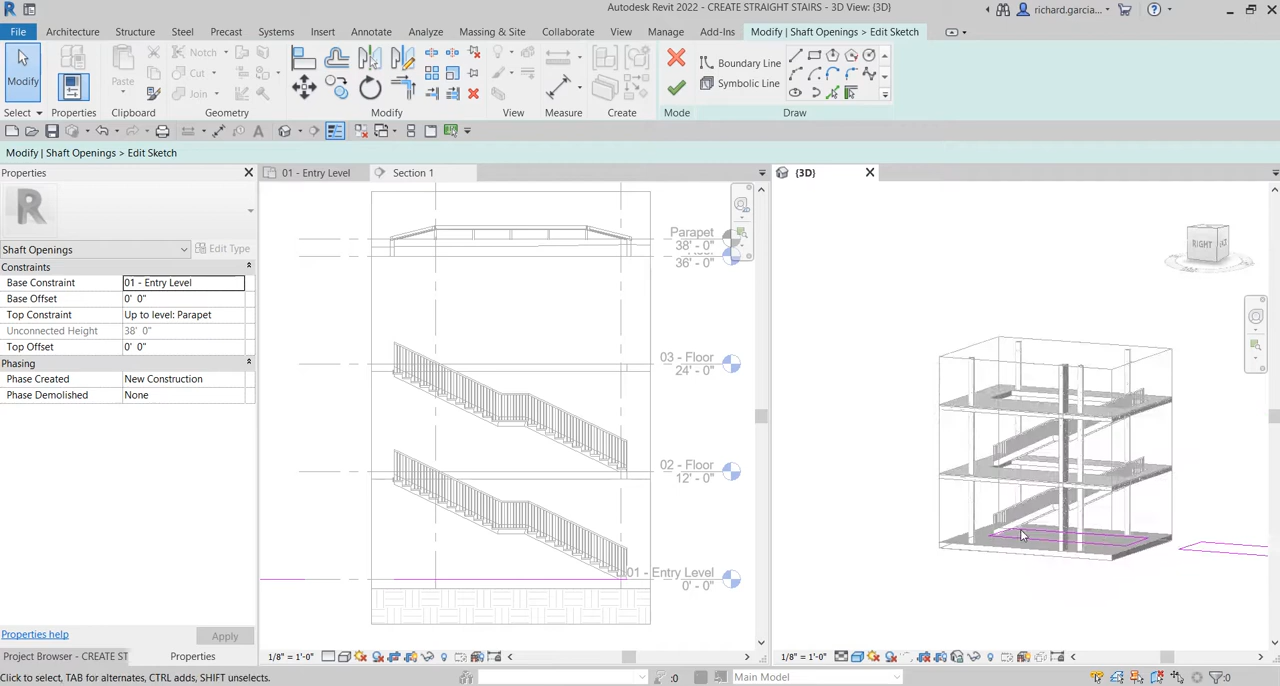 Autodesk Revit 2022 - CREATE STRAIGHT STAIRS - 3D View: {3D}
richard.garcia...
File Architecture Structure Steel Precast Systems Insert Annotate Analyze Massing & Site Collaborate View Manage Add-Ins Modify | Shaft Openings > Edit Sketch
Modify
Paste
Notch
Cut
Join
Boundary Line
Symbolic Line
Select Properties Clipboard Geometry Modify View Measure Create Mode Draw
Modify | Shaft Openings > Edit Sketch
Properties
01 - Entry Level
Section 1
{3D}
Shaft Openings
Edit Type
Constraints
Base Constraint 01 - Entry Level
Base Offset 0' 0"
Top Constraint Up to level: Parapet
Unconnected Height 38' 0"
Top Offset 0' 0"
Phasing
Phase Created New Construction
Phase Demolished None
Properties help
Apply
Project Browser - CREATE ST
Properties
Parapet
38' - 0"
36' - 0"
03 - Floor
24' - 0"
02 - Floor
12' - 0"
01 - Entry Level
0' - 0"
RIGHT
1/8" = 1'-0"
1/8" = 1'-0"
Click to select, TAB for alternates, CTRL adds, SHIFT unselects.
:0
Main Model
:0